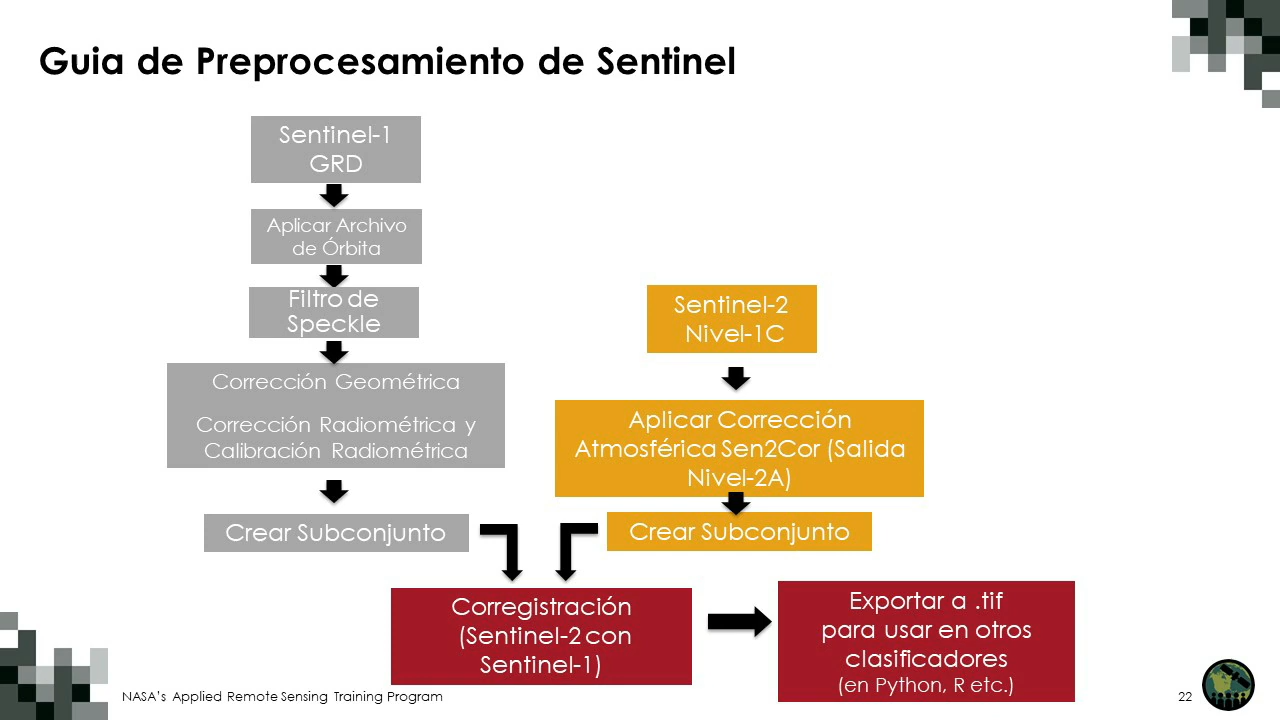 Guia de Preprocesamiento de Sentinel
Sentinel-1
GRD
Aplicar Archivo
de Órbita
Filtro de
Speckle
Corrección Geométrica
Corrección Radiométrica y
Calibración Radiométrica
Crear Subconjunto
Sentinel-2
Nivel-1C
Aplicar Corrección
Atmosférica Sen2Cor (Salida
Nivel-2A)
Crear Subconjunto
Corregistración
(Sentinel-2 con
Sentinel-1)
Exportar a .tif
para usar en otros
clasificadores
(en Python, R etc.)
NASA's Applied Remote Sensing Training Program
22